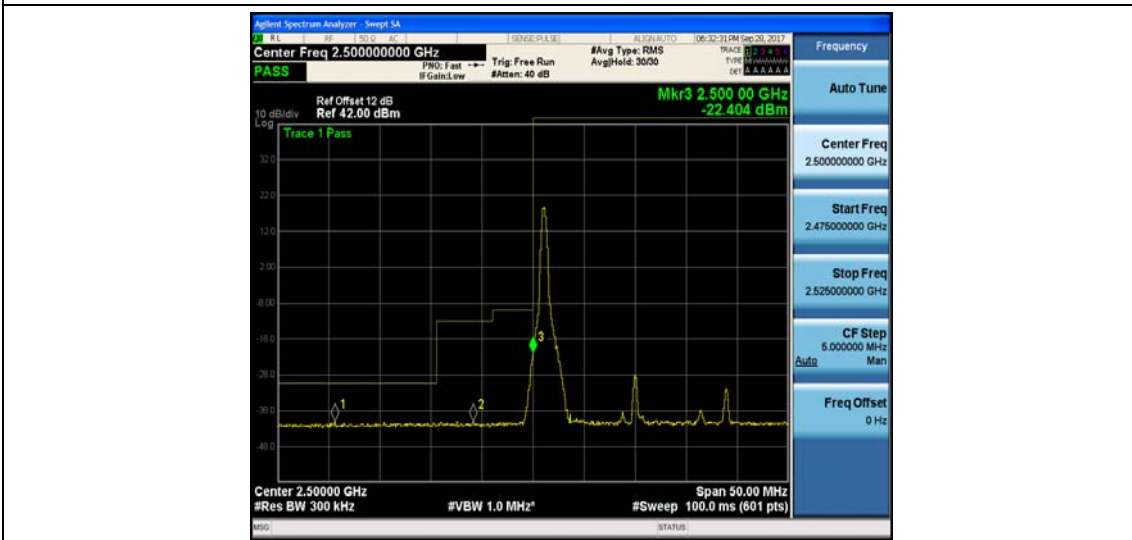 Agilent Spectrum Analyzer - Swept SA
RL RF 50 Ω AC SENSE:PULSE ALIGN AUTO 06:32:31 PM Sep 28, 2017
Center Freq 2.500000000 GHz
PASS
PNO: Fast
IFGain:Low
Trig: Free Run
#Atten: 40 dB
#Avg Type: RMS
Avg|Hold: 30/30
TRACE 1 2 3 4 5 6
TYPE
DET A A A A A A
Ref Offset 12 dB
10 dB/div Ref 42.00 dBm
Log
Mkr3 2.500 00 GHz
-22.404 dBm
Trace 1 Pass
32.0
22.0
12.0
2.00
-8.00
-18.0
-28.0
-38.0
-48.0
1
2
3
Center 2.50000 GHz Span 50.00 MHz
#Res BW 300 kHz #VBW 1.0 MHz* #Sweep 100.0 ms (601 pts)
MSG STATUS
Frequency
Auto Tune
Center Freq
2.500000000 GHz
Start Freq
2.475000000 GHz
Stop Freq
2.525000000 GHz
CF Step
5.000000 MHz
Auto Man
Freq Offset
0 Hz